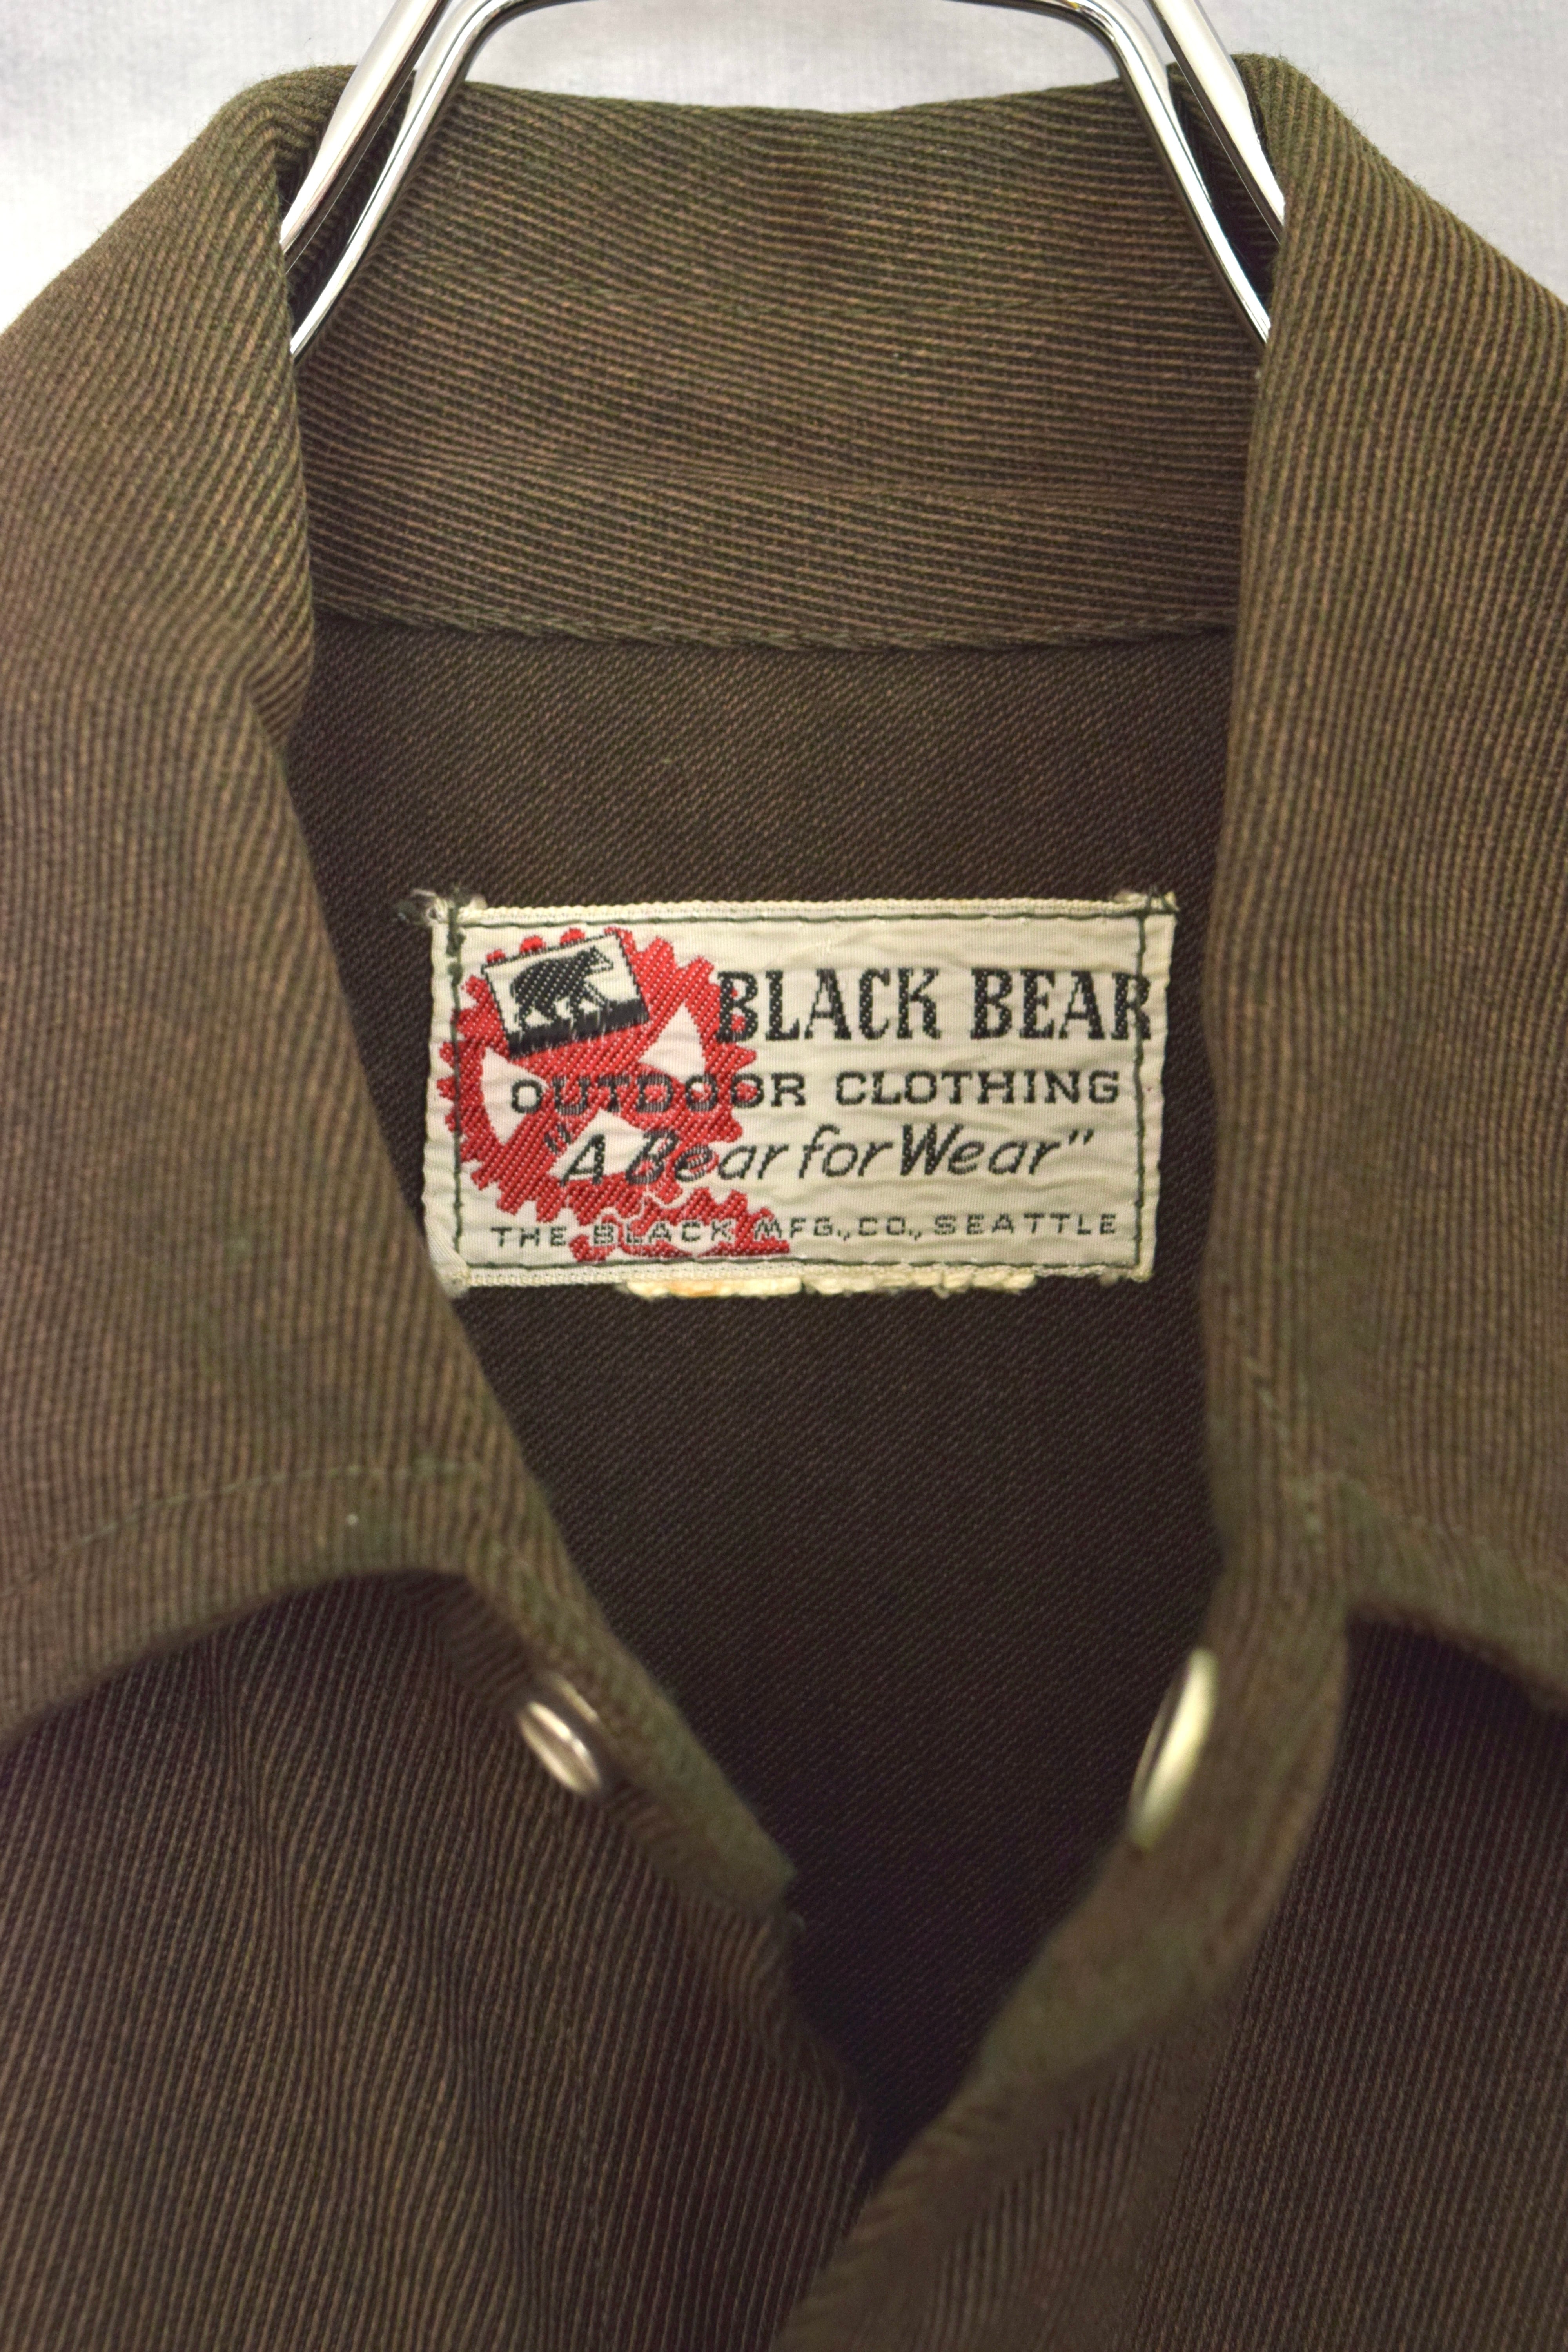 BLACK BEAR
OUTDOOR CLOTHING
"A Bear for Wear"
THE BLACK MFG., CO., SEATTLE